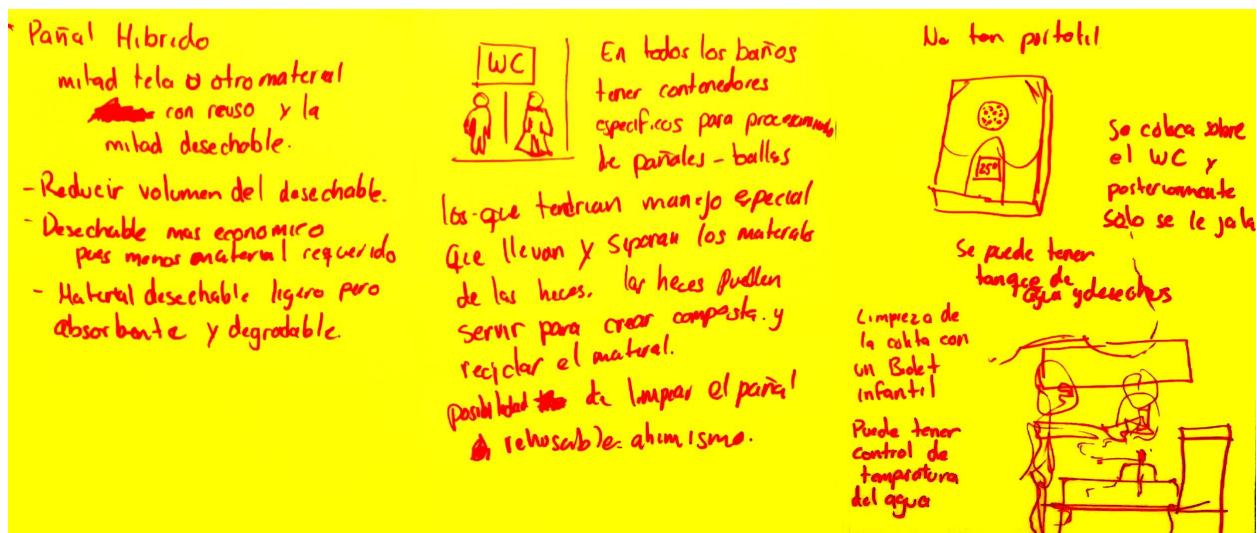 Pañal Hibrido
mitad tela o otro material
con reuso y la
mitad desechable.
- Reducir volumen del desechable.
- Desechable mas economico
pues menos material requerido
- Material desechable ligero pero
absorbente y degradable.
WC
En todos los baños
tener contenedores
especificos para
de pañales -
los que tendrian manejo especial
que llevan y separan los materiales
de las heces. las heces pueden
servir para crear composta. y
reciclar el material.
posibilidad de limpiar el pañal
rehusable ahi mismo.
No tan portatil
25°
Se coloca sobre
el WC y
posteriormente
solo se le jala
Se puede tener
tanque de
agua y desechos
Limpieza de
la colita con
un Bidet
infantil
Puede tener
control de
temperatura
del agua